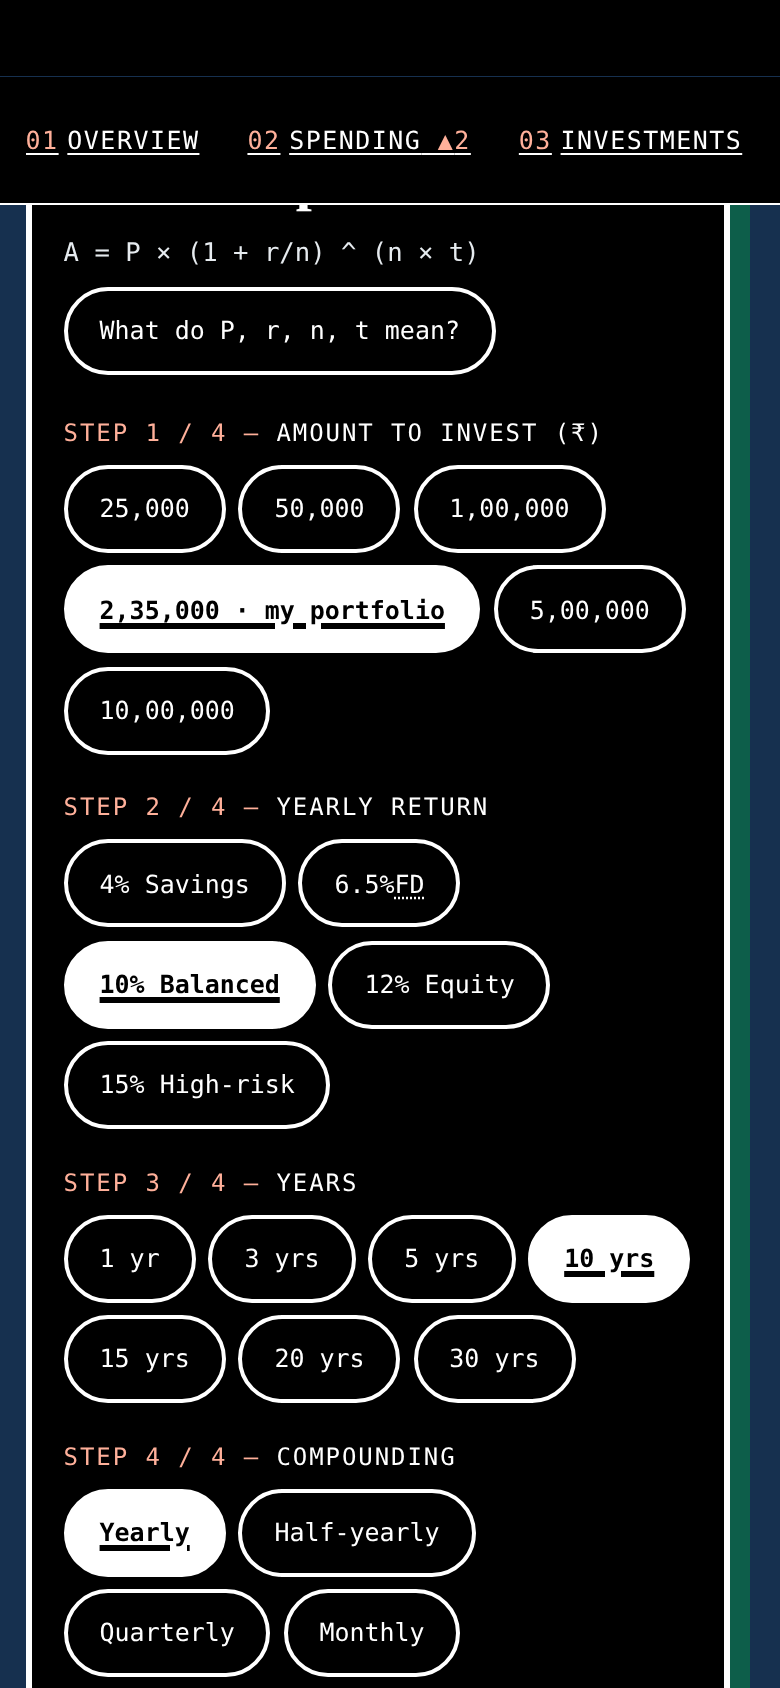 01 OVERVIEW 02 SPENDING ▲2 03 INVESTMENTS
A = P × (1 + r/n) ^ (n × t)
What do P, r, n, t mean?
STEP 1 / 4 — AMOUNT TO INVEST (₹)
25,000 50,000 1,00,000
2,35,000 · my portfolio 5,00,000
10,00,000
STEP 2 / 4 — YEARLY RETURN
4% Savings 6.5%FD
10% Balanced 12% Equity
15% High-risk
STEP 3 / 4 — YEARS
1 yr 3 yrs 5 yrs 10 yrs
15 yrs 20 yrs 30 yrs
STEP 4 / 4 — COMPOUNDING
Yearly Half-yearly
Quarterly Monthly